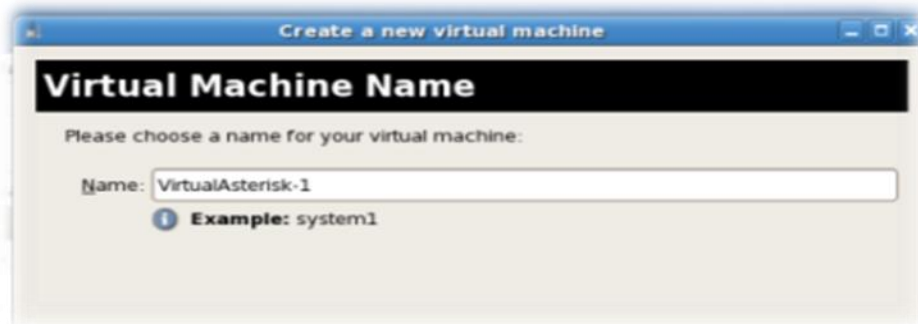 Create a new virtual machine
Virtual Machine Name
Please choose a name for your virtual machine:
Name: VirtualAsterisk-1
Example: system1